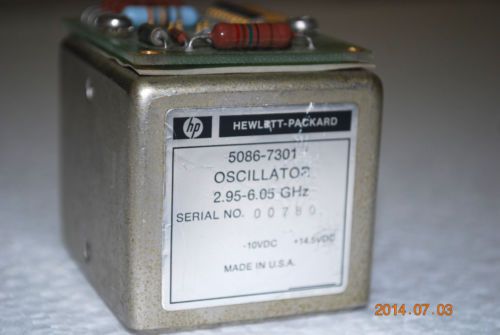 hp HEWLETT-PACKARD
5086-7301
OSCILLATOR
2.95-6.05 GHz
SERIAL NO. 00780
-10VDC +14.5VDC
MADE IN U.S.A.
2014.07.03